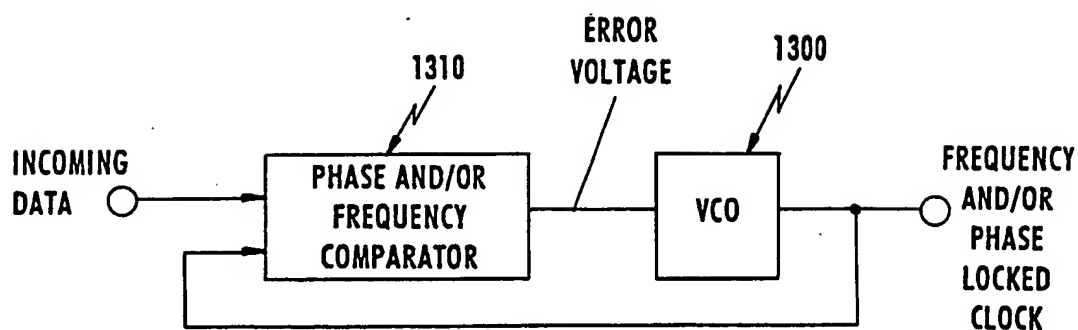 ERROR
VOLTAGE
1310
1300
INCOMING
DATA
PHASE AND/OR
FREQUENCY
COMPARATOR
VCO
FREQUENCY
AND/OR
PHASE
LOCKED
CLOCK